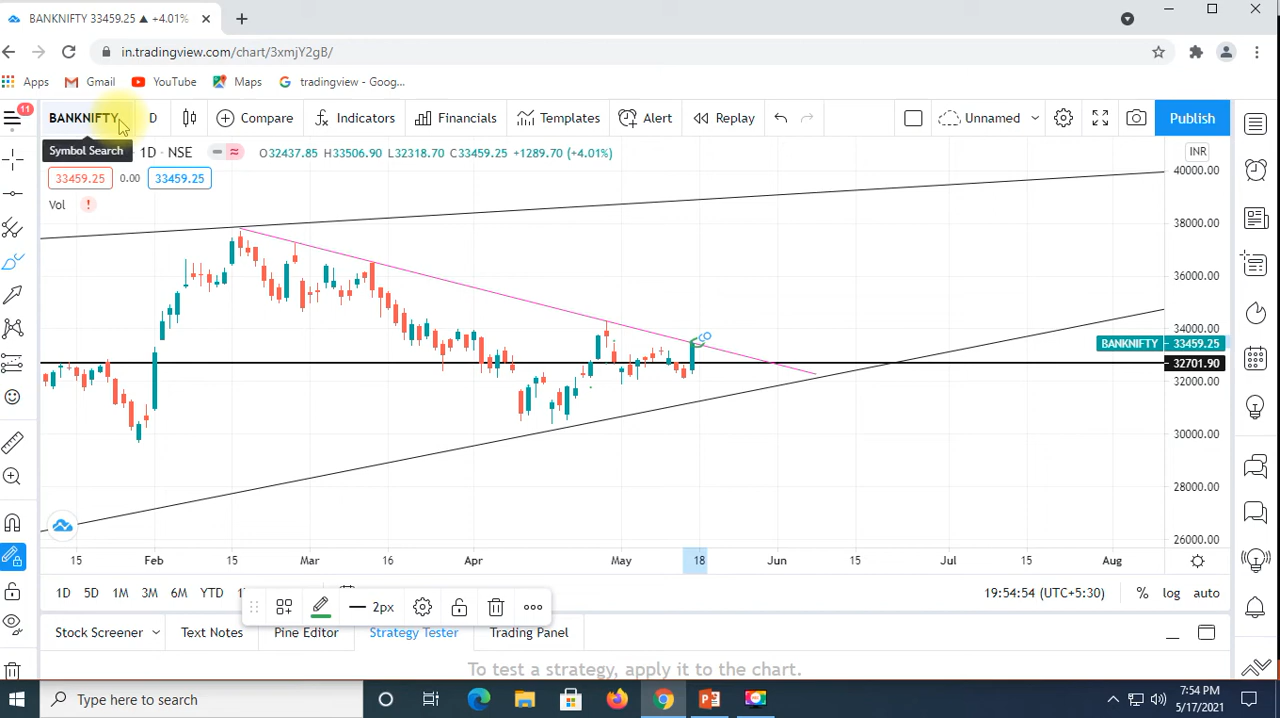 BANKNIFTY 33459.25 ▲ +4.01%
in.tradingview.com/chart/3xmjY2gB/
Apps Gmail YouTube Maps tradingview - Goog...
11
BANKNIFTY D Compare Indicators Financials Templates Alert Replay Unnamed Publish
Symbol Search 1D · NSE O32437.85 H33506.90 L32318.70 C33459.25 +1289.70 (+4.01%) INR
33459.25 0.00 33459.25
Vol !
40000.00
38000.00
36000.00
34000.00
BANKNIFTY 33459.25
32701.90
32000.00
30000.00
28000.00
26000.00
15 Feb 15 Mar 16 Apr May 18 Jun 15 Jul 15 Aug
1D 5D 1M 3M 6M YTD 19:54:54 (UTC+5:30) % log auto
2px
Stock Screener Text Notes Pine Editor Strategy Tester Trading Panel
To test a strategy, apply it to the chart.
Type here to search
7:54 PM
5/17/2021